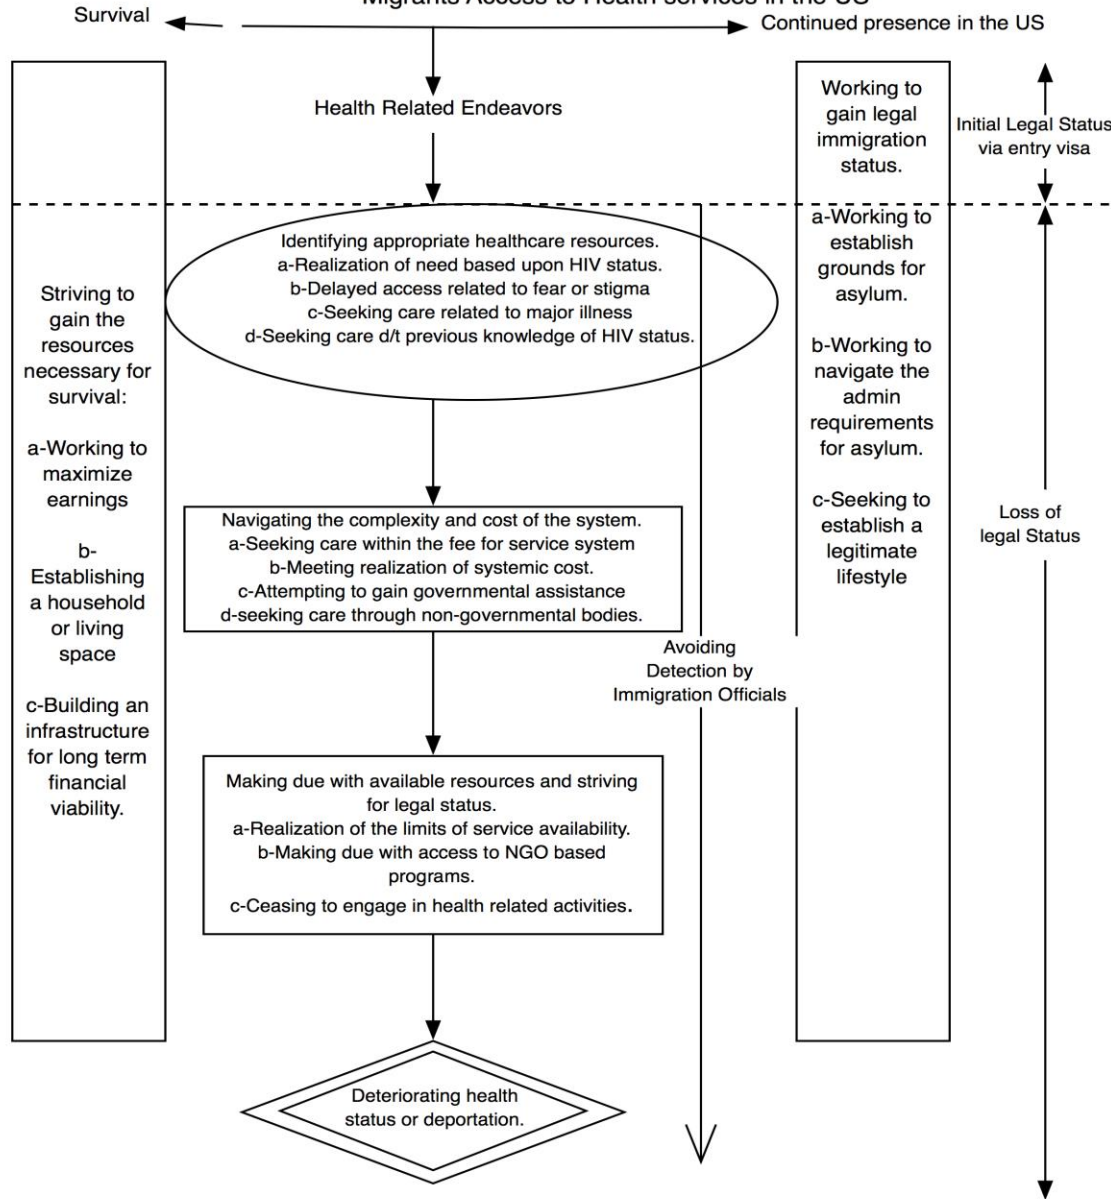 Migrants Access to Health services in the US
Survival
Continued presence in the US
Health Related Endeavors
Working to
gain legal
immigration
status.
Initial Legal Status
via entry visa
Identifying appropriate healthcare resources.
a-Realization of need based upon HIV status.
b-Delayed access related to fear or stigma
c-Seeking care related to major illness
d-Seeking care d/t previous knowledge of HIV status.
Striving to
gain the
resources
necessary for
survival:
a-Working to
maximize
earnings
b-
Establishing
a household
or living
space
c-Building an
infrastructure
for long term
financial
viability.
a-Working to
establish
grounds for
asylum.
b-Working to
navigate the
admin
requirements
for asylum.
c-Seeking to
establish a
legitimate
lifestyle
Loss of
legal Status
Navigating the complexity and cost of the system.
a-Seeking care within the fee for service system
b-Meeting realization of systemic cost.
c-Attempting to gain governmental assistance
d-seeking care through non-governmental bodies.
Avoiding
Detection by
Immigration Officials
Making due with available resources and striving
for legal status.
a-Realization of the limits of service availability.
b-Making due with access to NGO based
programs.
c-Ceasing to engage in health related activities.
Deteriorating health
status or deportation.